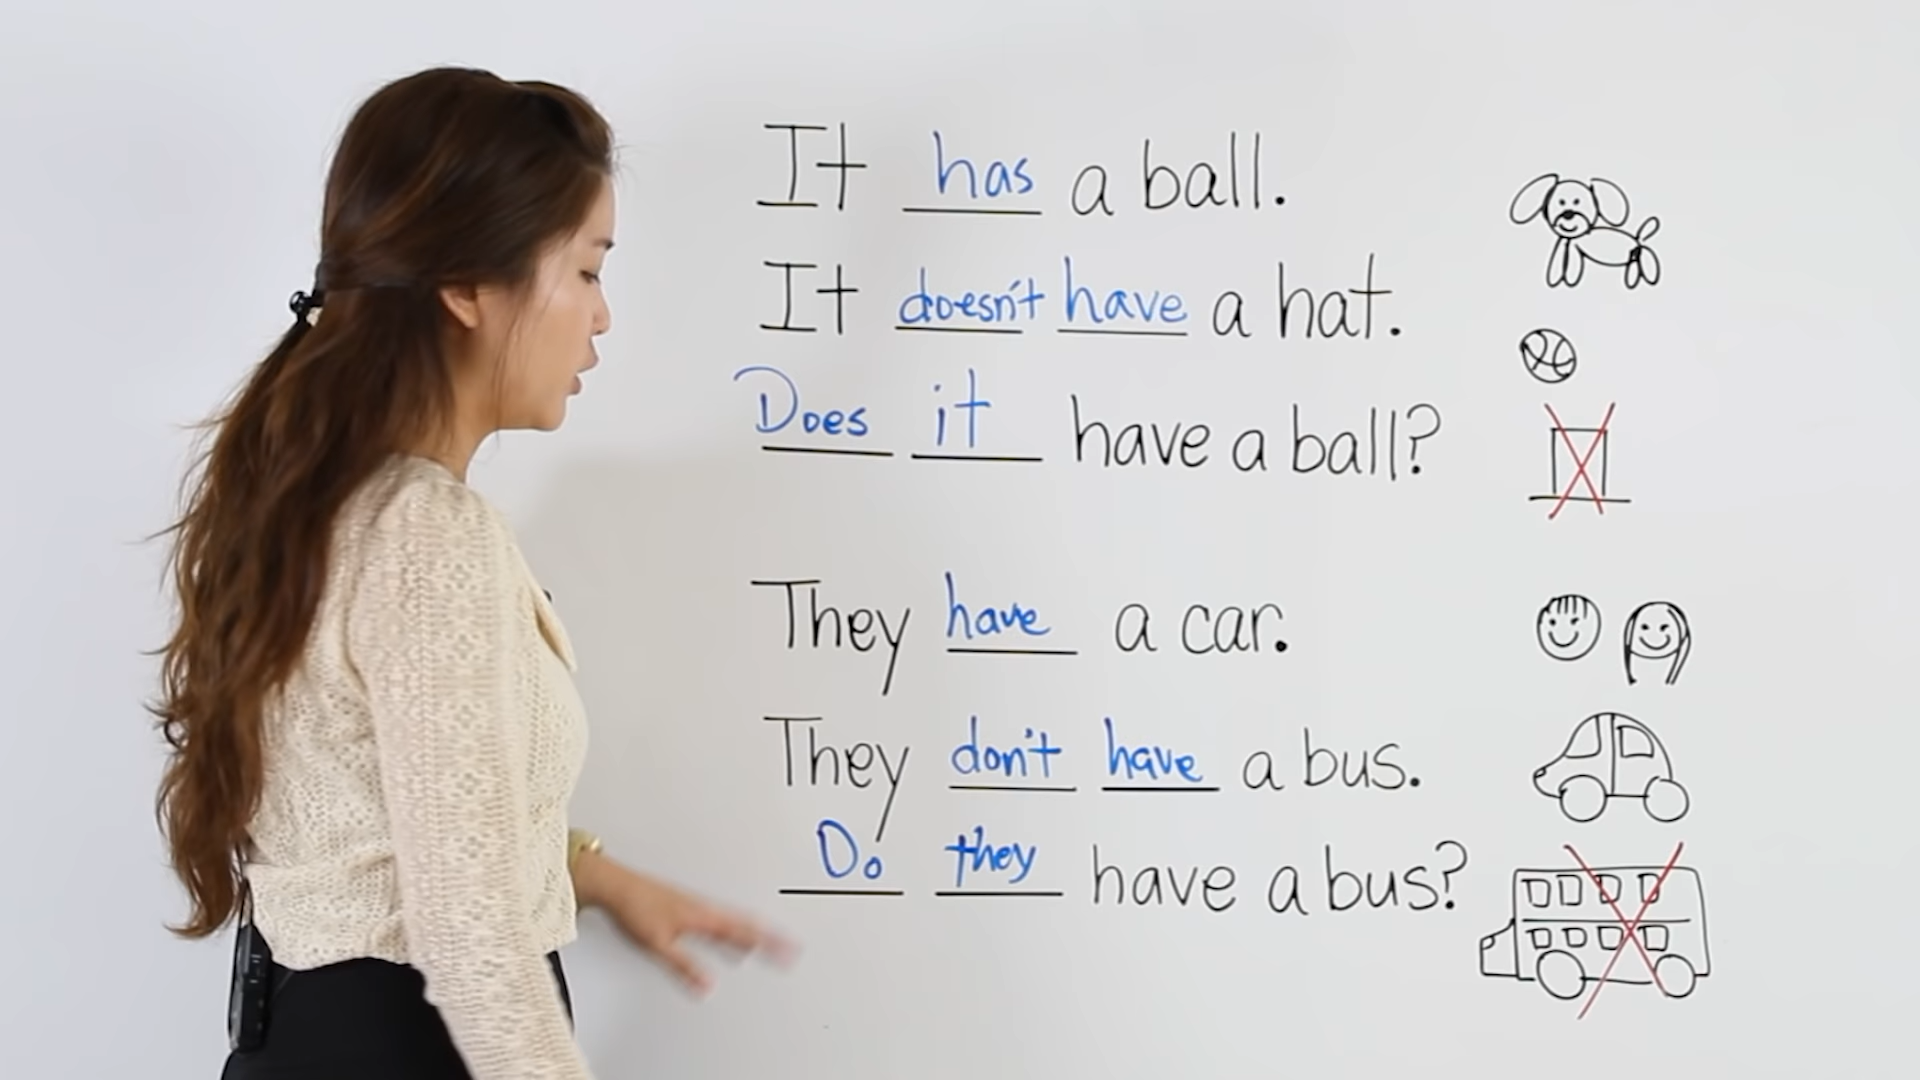 It has a ball.
It doesn't have a hat.
Does it have a ball?
They have a car.
They don't have a bus.
Do they have a bus?